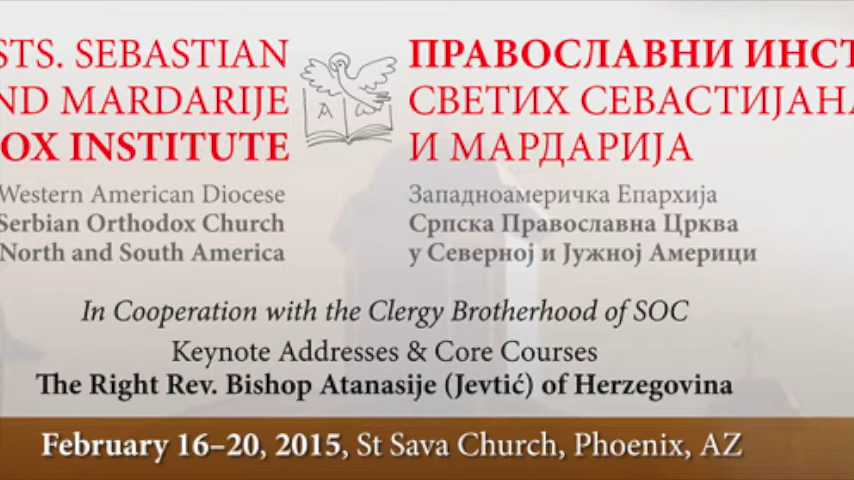 STS. SEBASTIAN
ND MARDARIJE
OX INSTITUTE
Western American Diocese
Serbian Orthodox Church
North and South America
A ω
ПРАВОСЛАВНИ ИНСТ
СВЕТИХ СЕВАСТИЈАНА
И МАРДАРИЈА
Западноамеричка Епархија
Српска Православна Црква
у Северној и Јужној Америци
In Cooperation with the Clergy Brotherhood of SOC
Keynote Addresses & Core Courses
The Right Rev. Bishop Atanasije (Jevtić) of Herzegovina
February 16–20, 2015, St Sava Church, Phoenix, AZ